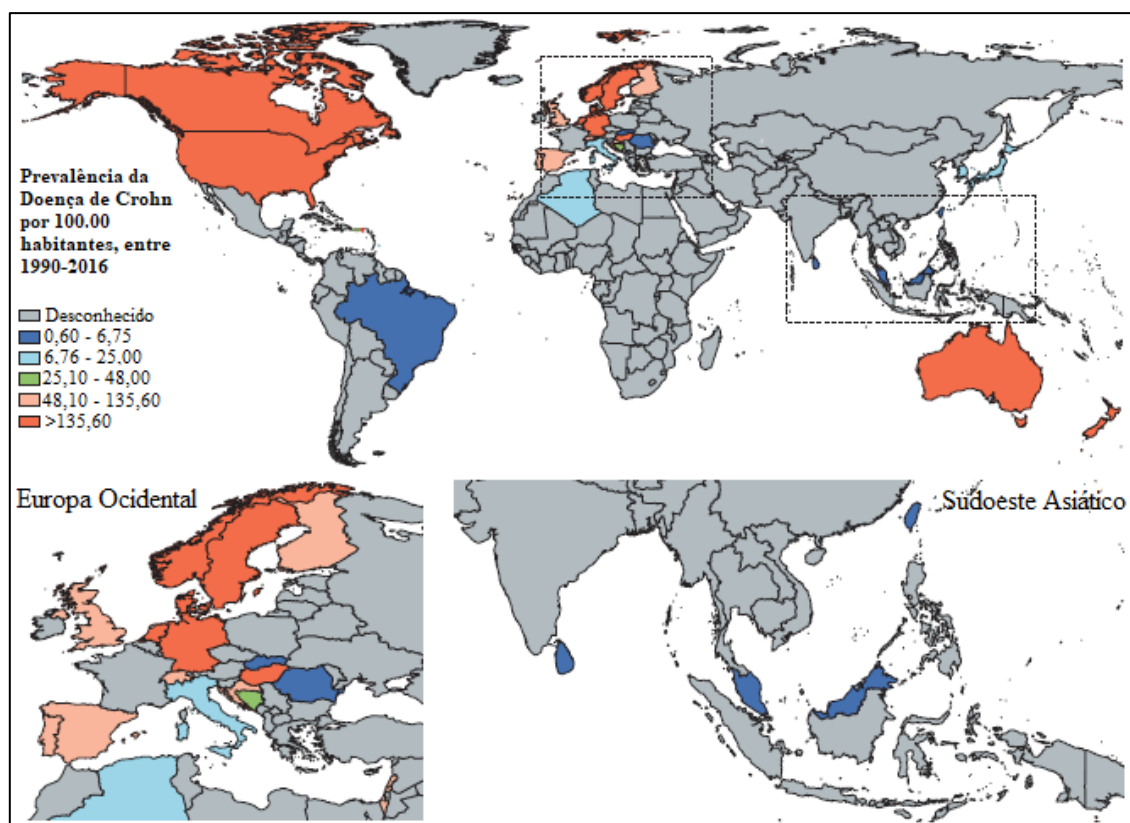 Prevalência da
Doença de Crohn
por 100.00
habitantes, entre
1990-2016
Desconhecido
0,60 - 6,75
6,76 - 25.00
25,10 - 48,00
48,10 - 135,60
>135,60
Europa Ocidental
Sudoeste Asiático